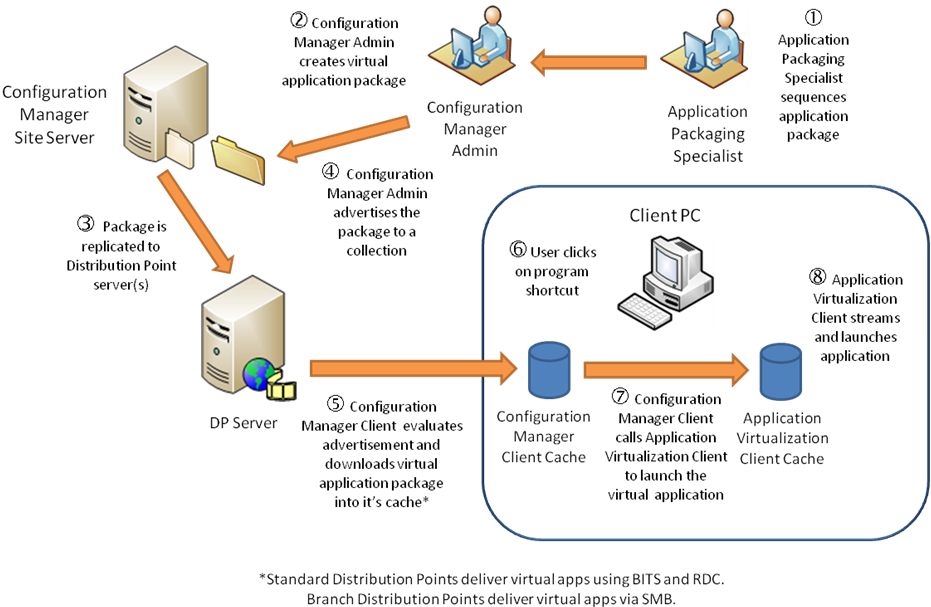 ① Application
Packaging
Specialist
sequences
application
package
Application
Packaging
Specialist
② Configuration
Manager Admin
creates virtual
application package
Configuration
Manager
Admin
Configuration
Manager
Site Server
③ Package is
replicated to
Distribution Point
server(s)
④ Configuration
Manager Admin
advertises the
package to a
collection
DP Server
⑤ Configuration
Manager Client evaluates
advertisement and
downloads virtual
application package
into it's cache*
Client PC
⑥ User clicks
on program
shortcut
Configuration
Manager
Client Cache
⑦ Configuration
Manager Client
calls Application
Virtualization Client
to launch the
virtual application
⑧ Application
Virtualization
Client streams
and launches
application
Application
Virtualization
Client Cache
*Standard Distribution Points deliver virtual apps using BITS and RDC.
Branch Distribution Points deliver virtual apps via SMB.